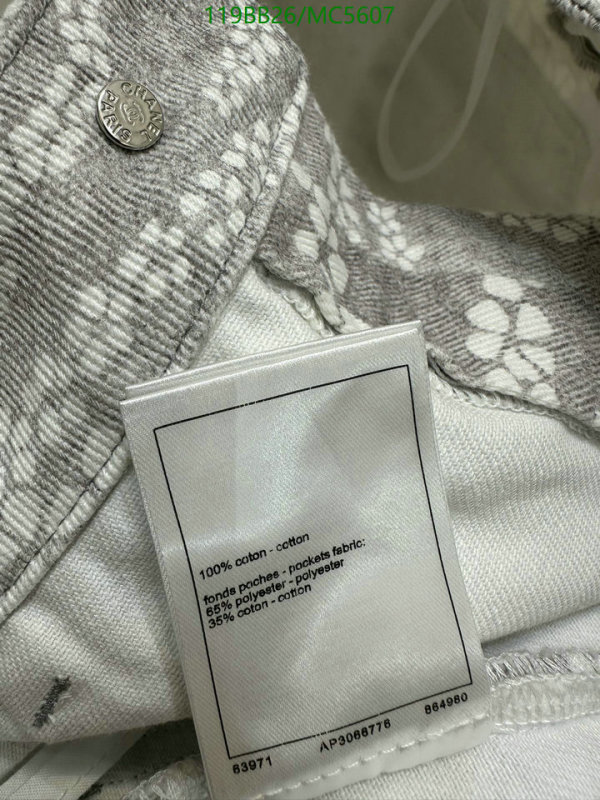 119BB26/MC5607
CHANEL
PARIS
100% coton - cotton
fonds poches - pockets fabric:
65% polyester - polyester
35% coton - cotton
63971 AP3066776 864980